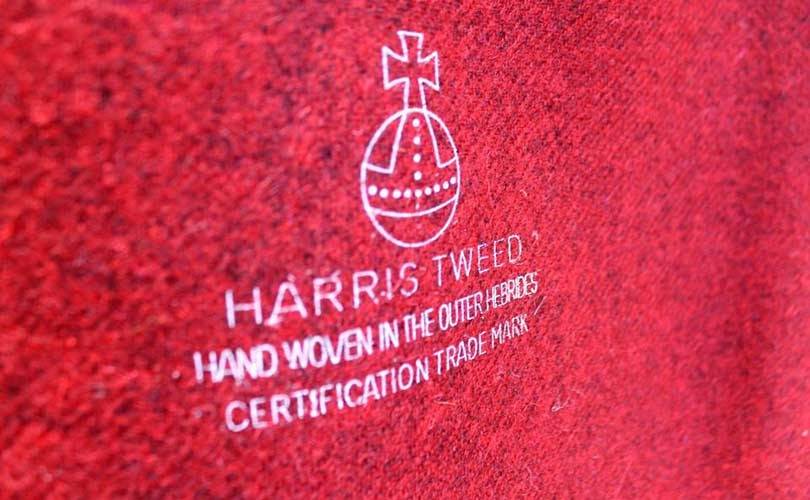 HARRIS TWEED
HAND WOVEN IN THE OUTER HEBRIDES
CERTIFICATION TRADE MARK